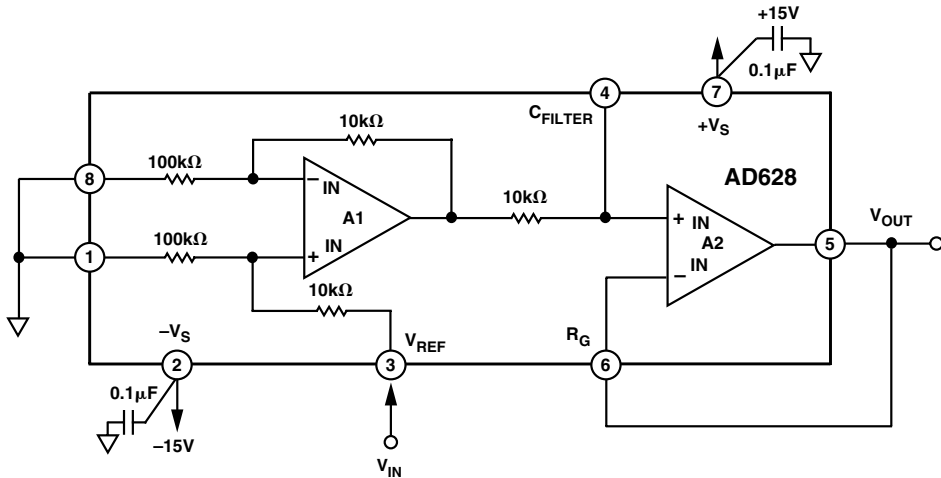 +15V
0.1µF
4
7
CFILTER
+VS
10kΩ
100kΩ
8
– IN
A1
10kΩ
AD628
+ IN
A2
VOUT
IN
5
100kΩ
1
+ IN
–
10kΩ
–VS
VREF
RG
2
3
6
0.1µF
–15V
VIN